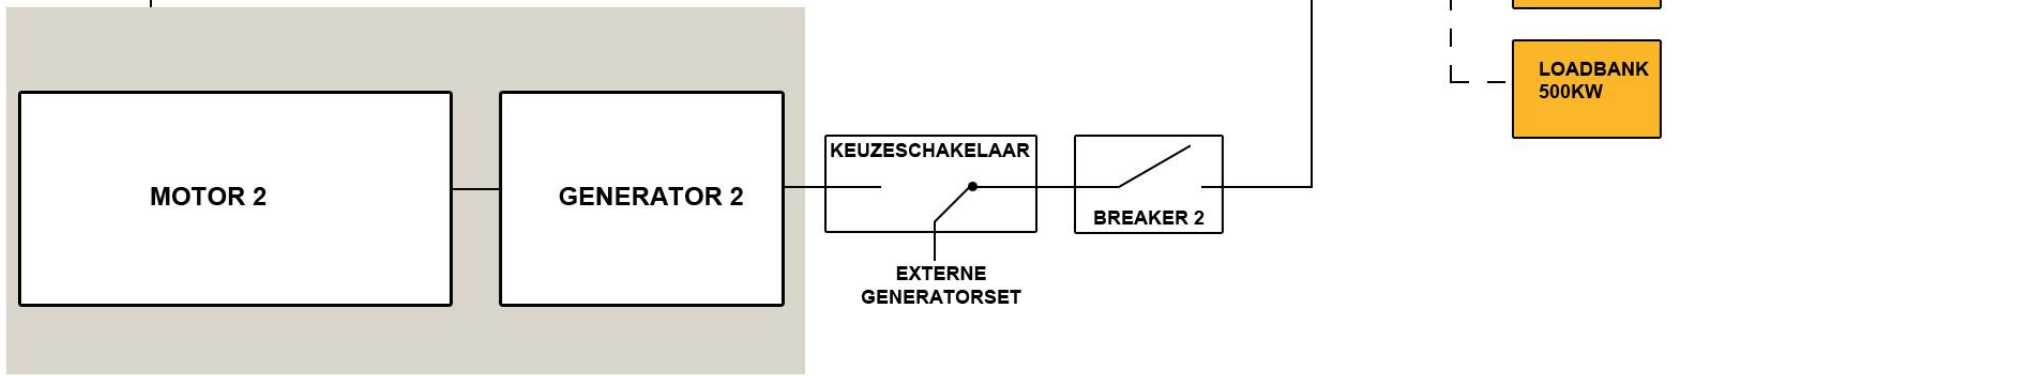 LOADBANK
500KW
KEUZESCHAKELAAR
MOTOR 2
GENERATOR 2
BREAKER 2
EXTERNE
GENERATORSET